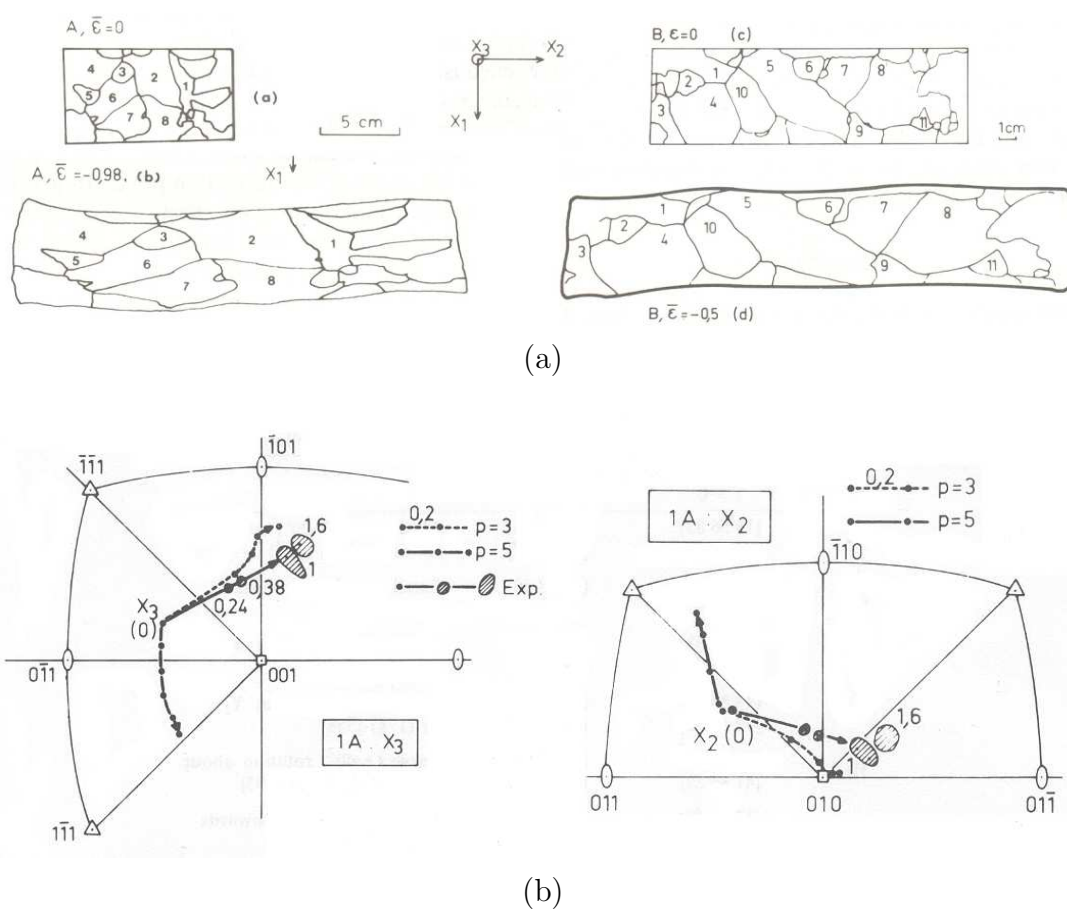 A, ε̄=0
4 3 2 1
5 6
7 8
(a)
5 cm
X₃ X₂
X₁
B, ε=0 (c)
1 5 6 7 8
2
3 4 10
9 11
1cm
A, ε̄=-0,98. (b)
X₁
4 3 2 1
5 6
7 8
1 5 6 7 8
2
3 4 10
9 11
B, ε̄=-0,5 (d)
(a)
1̄1̄1
1̄01
0,2 p=3
p=5
Exp.
1,6
1
0,38
0,24
X₃
(0)
01̄1
001
1A X₃
11̄1
1A X₂
0,2 p=3
p=5
1̄10
X₂(0)
1,6
1
011
010
011̄
(b)